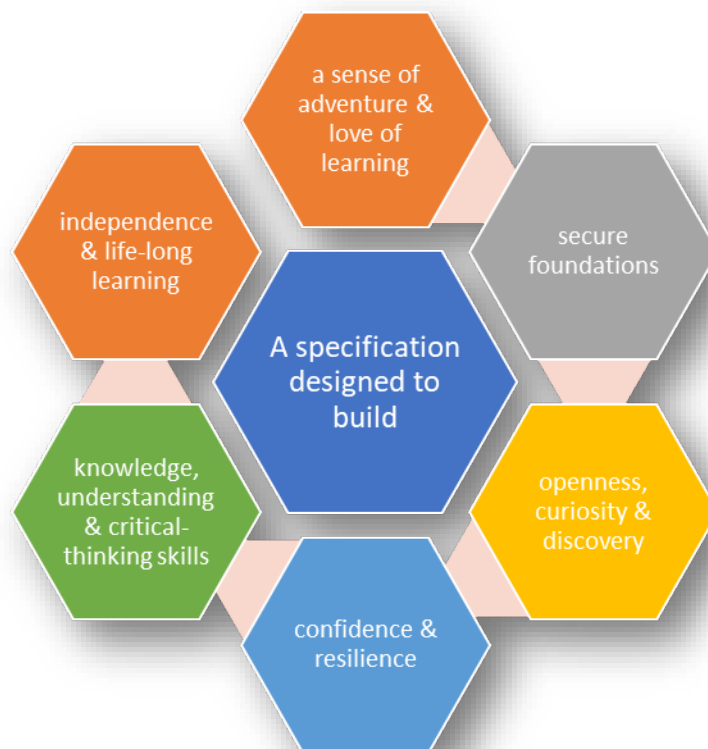 a sense of
adventure &
love of
learning
secure
foundations
openness,
curiosity &
discovery
confidence &
resilience
knowledge,
understanding
& critical-
thinking skills
independence
& life-long
learning
A specification
designed to
build